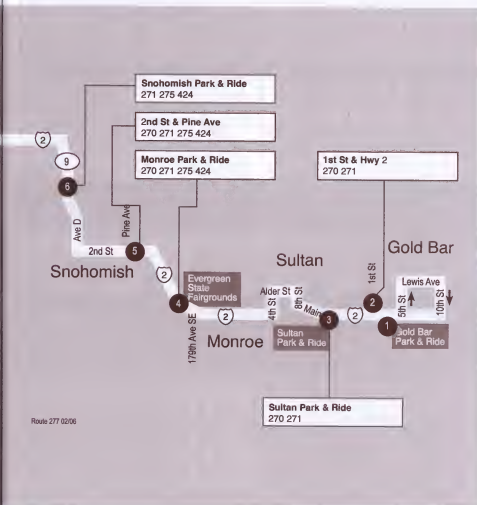 Snohomish Park & Ride
271 275 424
2nd St & Pine Ave
270 271 275 424
Monroe Park & Ride
270 271 275 424
1st St & Hwy 2
270 271
2
9
6
Ave D
Pine Ave
5
2nd St
Snohomish
2
Evergreen
State
Fairgrounds
4
179th Ave SE
2
Monroe
Sultan
Alder St
4th St
8th St
Main
3
Sultan
Park & Ride
2
Gold Bar
1st St
2
Lewis Ave
5th St
10th St
1
Gold Bar
Park & Ride
Sultan Park & Ride
270 271
Route 277 02/06